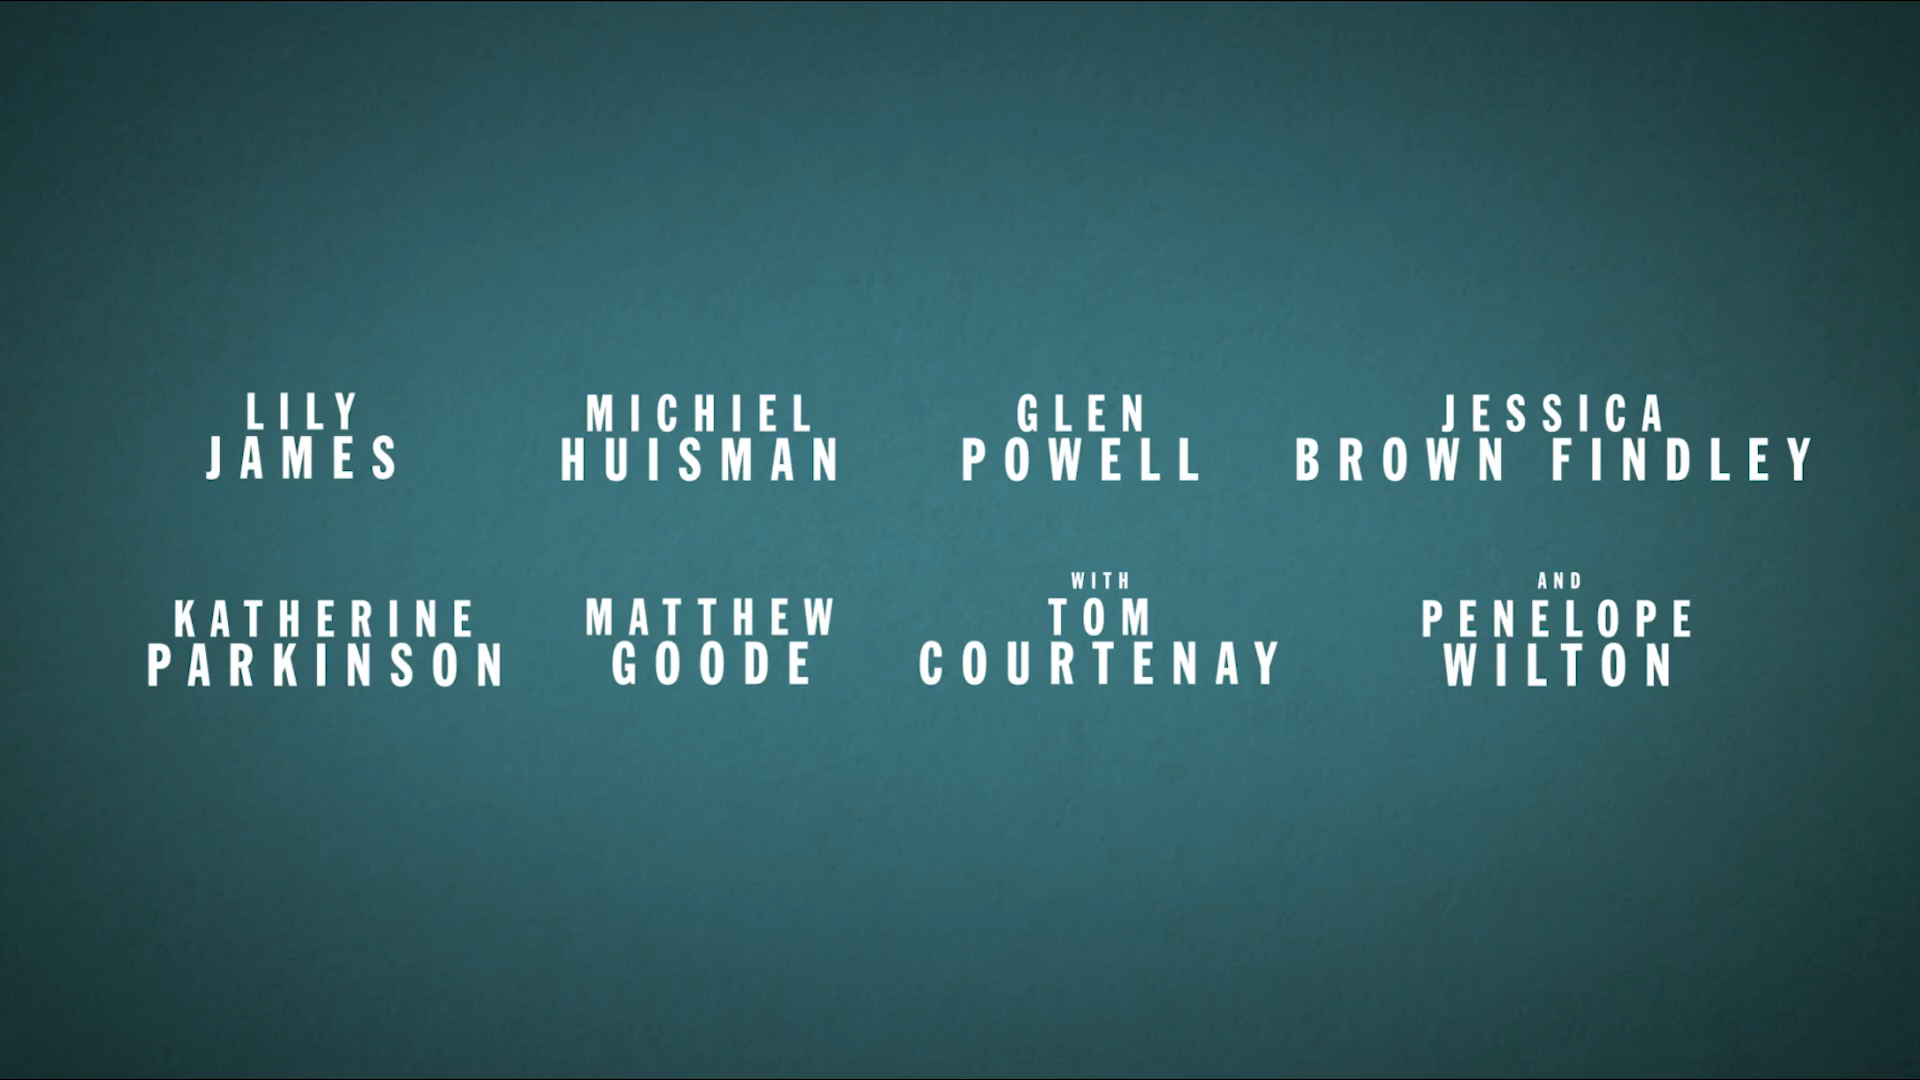 LILY
JAMES
MICHIEL
HUISMAN
GLEN
POWELL
JESSICA
BROWN FINDLEY
KATHERINE
PARKINSON
MATTHEW
GOODE
WITH
TOM
COURTENAY
AND
PENELOPE
WILTON